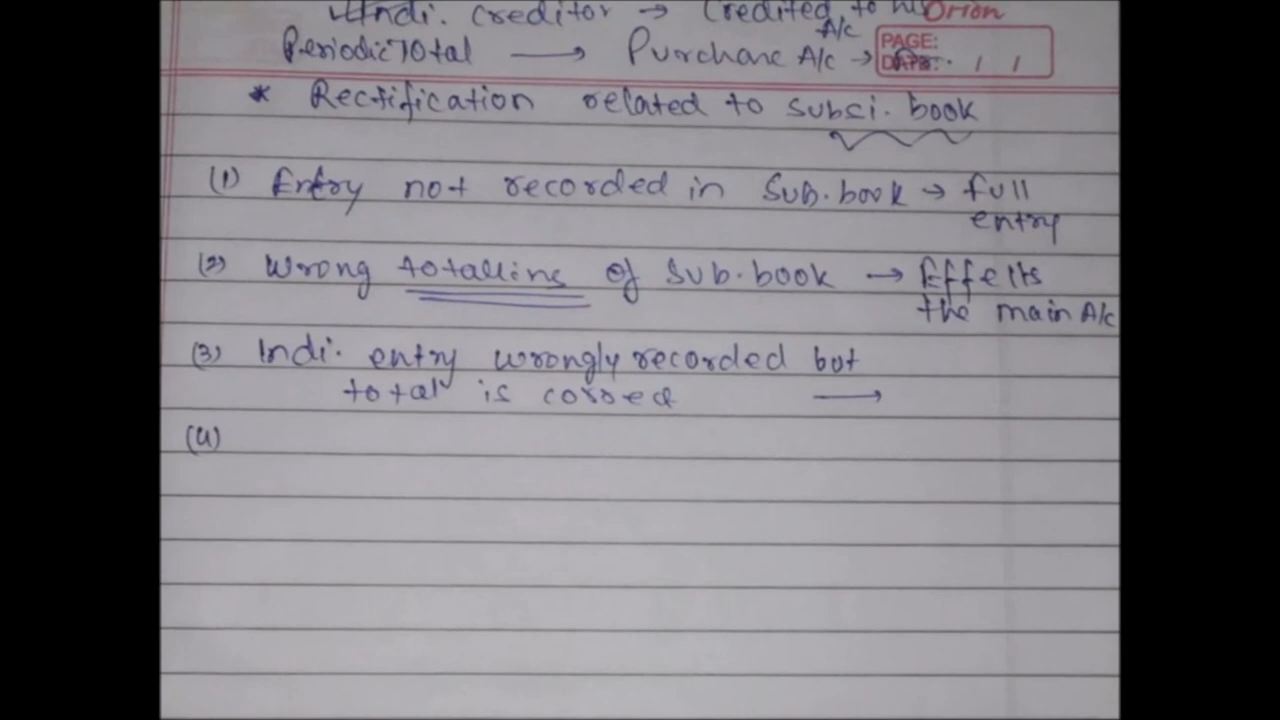 Indi. creditor → Credited to his A/c
Orion
Periodic Total → Purchase A/c →
PAGE:
DATE: / /
* Rectification related to subsi. book
(1) Entry not recorded in Sub. book → full
entry
(2) Wrong totalling of Sub. book → Effects
the main A/c
(3) Indi. entry wrongly recorded but
total is correct →
(4)